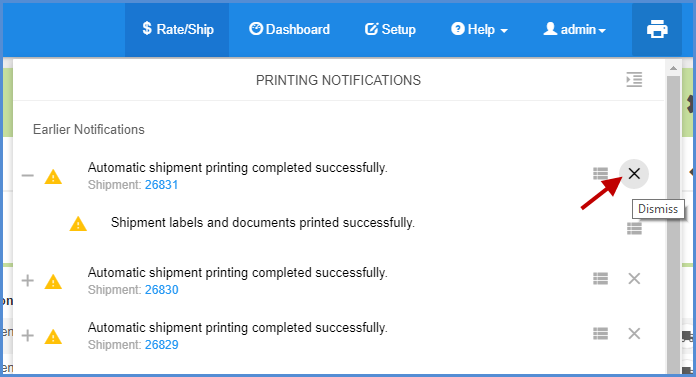 $ Rate/Ship Dashboard Setup Help admin
PRINTING NOTIFICATIONS
Earlier Notifications
Automatic shipment printing completed successfully.
Shipment: 26831
Dismiss
Shipment labels and documents printed successfully.
Automatic shipment printing completed successfully.
Shipment: 26830
Automatic shipment printing completed successfully.
Shipment: 26829